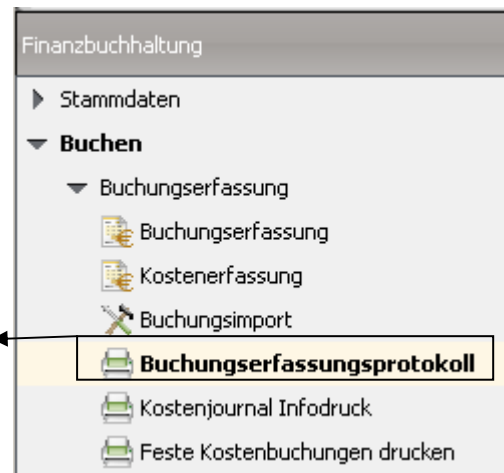 Finanzbuchhaltung
Stammdaten
Buchen
Buchungserfassung
Buchungserfassung
Kostenerfassung
Buchungsimport
Buchungserfassungsprotokoll
Kostenjournal Infodruck
Feste Kostenbuchungen drucken